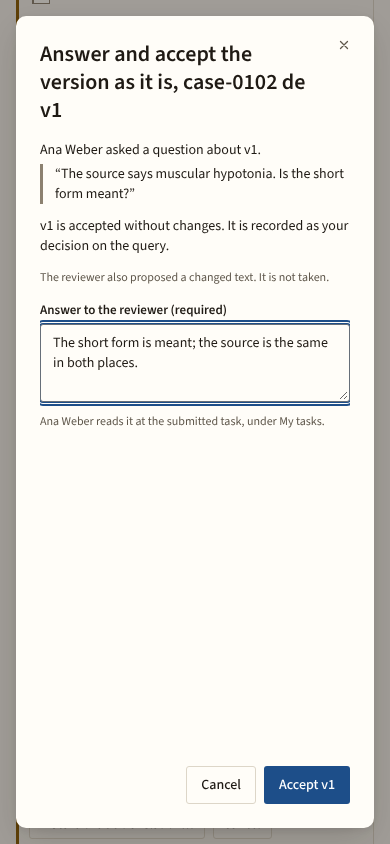 Answer and accept the
version as it is, case-0102 de
v1
×
Ana Weber asked a question about v1.
“The source says muscular hypotonia. Is the short
form meant?”
v1 is accepted without changes. It is recorded as your
decision on the query.
The reviewer also proposed a changed text. It is not taken.
Answer to the reviewer (required)
The short form is meant; the source is the same
in both places.
Ana Weber reads it at the submitted task, under My tasks.
Cancel
Accept v1